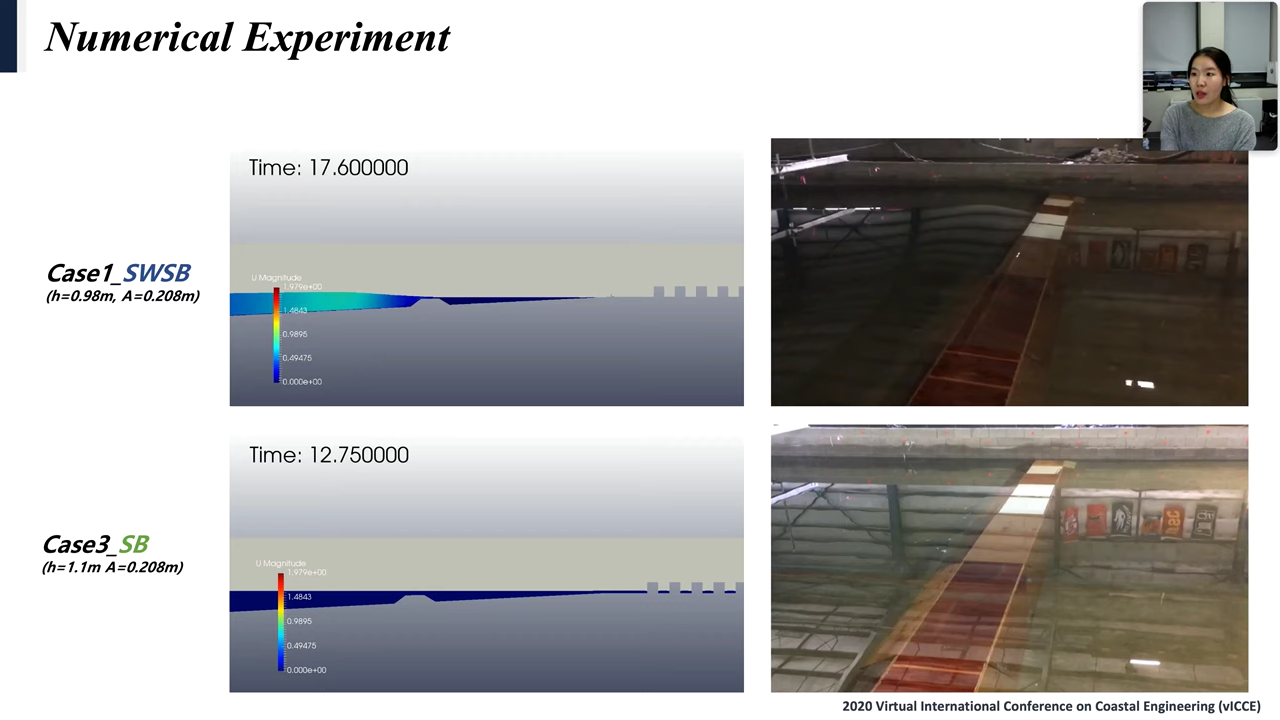 Numerical Experiment
Time: 17.600000
Case1_SWSB
(h=0.98m, A=0.208m)
U Magnitude
1.979e+00
1.4843
0.9895
0.49475
0.000e+00
Time: 12.750000
Case3_SB
(h=1.1m A=0.208m)
U Magnitude
1.979e+00
1.4843
0.9895
0.49475
0.000e+00
2020 Virtual International Conference on Coastal Engineering (vICCE)